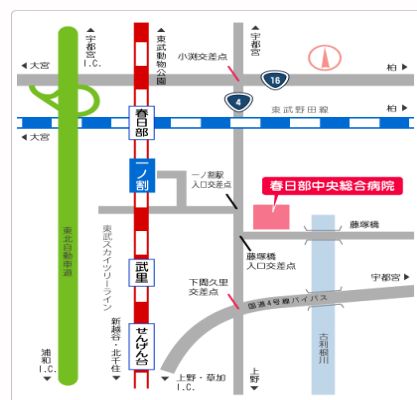 宇都宮
I.C.
東武動物
公園
宇都宮
小渕交差点
大宮
柏
16
4
柏
東武野田線
春日部
大宮
一ノ割
一ノ割駅
入口交差点
春日部中央総合病院
東北自動車道
東武スカイツリーライン
藤塚橋
藤塚橋
入口交差点
武里
下間久里
交差点
宇都宮
国道4号線バイパス
せんげん台
新越谷・北千住
古利根川
浦和
I.C.
上野・草加
I.C.
上野